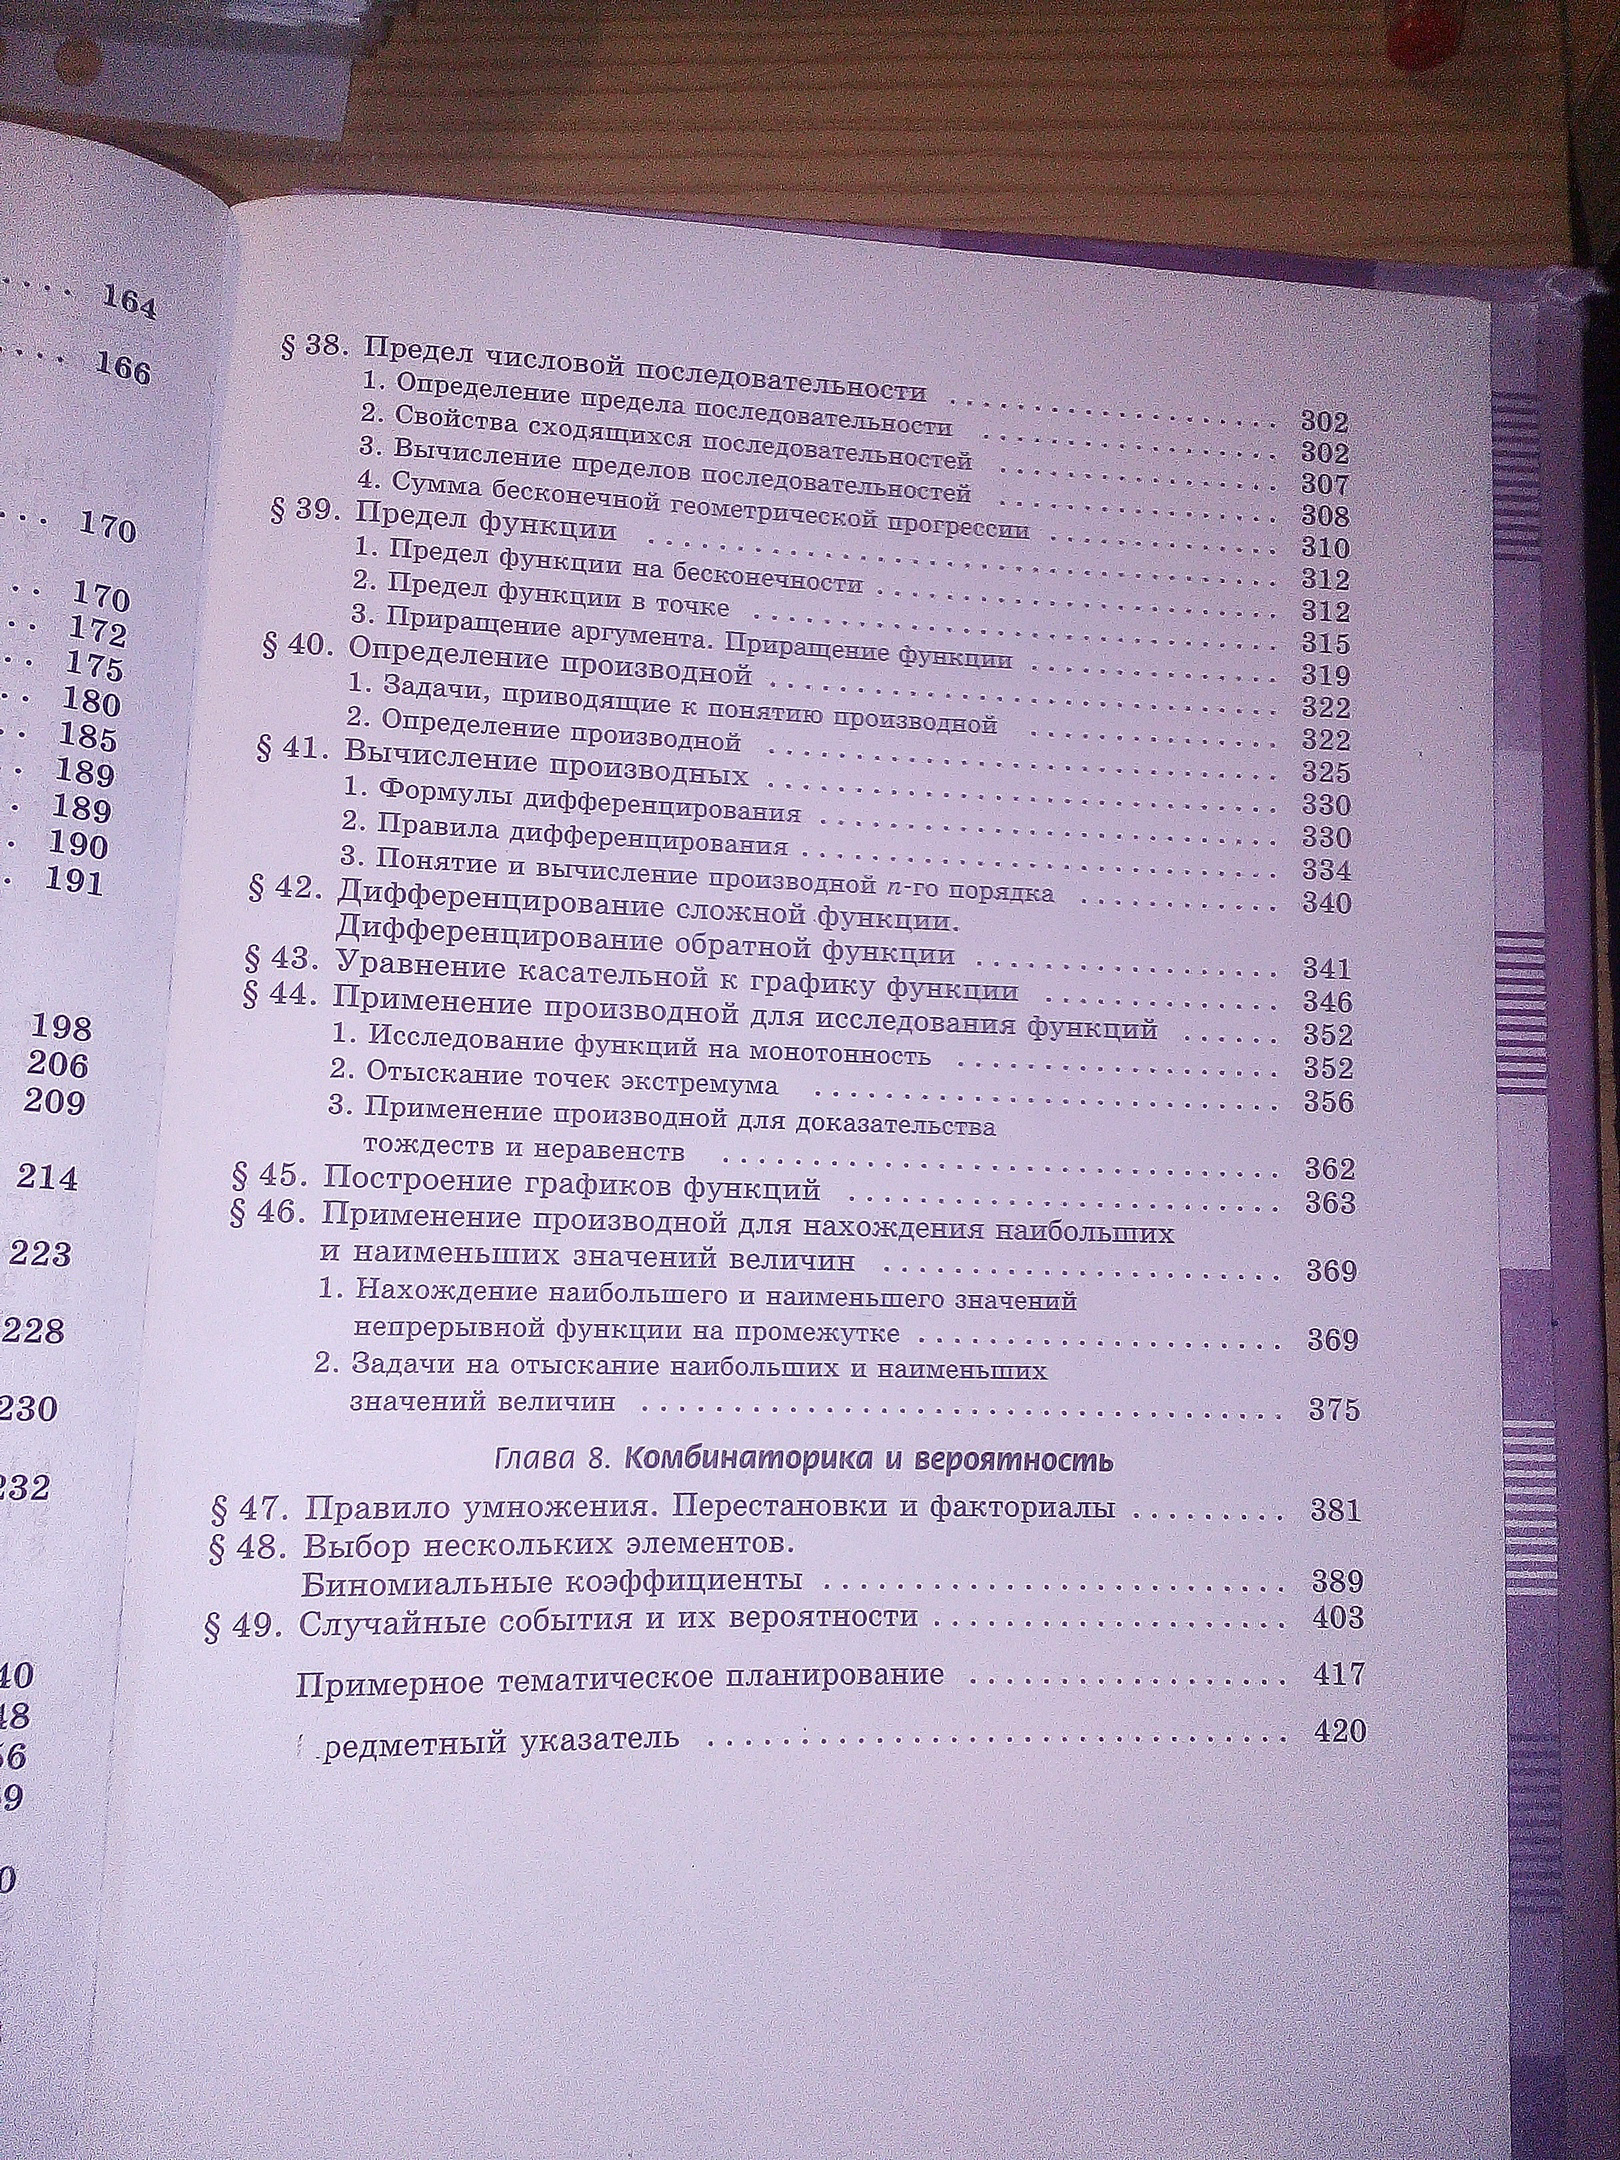 164
166
170
170
172
175
180
185
189
189
190
191
198
206
209
214
223
228
230
232
§ 38. Предел числовой последовательности .................. 302
1. Определение предела последовательности .................. 302
2. Свойства сходящихся последовательностей .................. 307
3. Вычисление пределов последовательностей .................. 308
4. Сумма бесконечной геометрической прогрессии .............. 310
§ 39. Предел функции .................. 312
1. Предел функции на бесконечности .................. 312
2. Предел функции в точке .................. 315
3. Приращение аргумента. Приращение функции .................. 319
§ 40. Определение производной .................. 322
1. Задачи, приводящие к понятию производной .................. 322
2. Определение производной .................. 325
§ 41. Вычисление производных .................. 330
1. Формулы дифференцирования .................. 330
2. Правила дифференцирования .................. 334
3. Понятие и вычисление производной n-го порядка ............. 340
§ 42. Дифференцирование сложной функции.
Дифференцирование обратной функции .................. 341
§ 43. Уравнение касательной к графику функции .............. 346
§ 44. Применение производной для исследования функций ...... 352
1. Исследование функций на монотонность .................. 352
2. Отыскание точек экстремума .................. 356
3. Применение производной для доказательства
тождеств и неравенств .................. 362
§ 45. Построение графиков функций .................. 363
§ 46. Применение производной для нахождения наибольших
и наименьших значений величин .................. 369
1. Нахождение наибольшего и наименьшего значений
непрерывной функции на промежутке .................. 369
2. Задачи на отыскание наибольших и наименьших
значений величин .................. 375
Глава 8. Комбинаторика и вероятность
§ 47. Правило умножения. Перестановки и факториалы ......... 381
§ 48. Выбор нескольких элементов.
Биномиальные коэффициенты .................. 389
§ 49. Случайные события и их вероятности .................. 403
Примерное тематическое планирование .................. 417
редметный указатель .................. 420